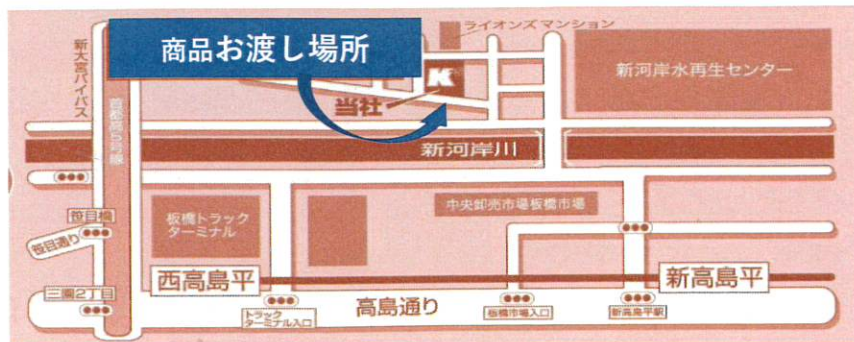 ライオンズマンション
商品お渡し場所
新大宮バイパス
首都高5号線
K
当社
新河岸水再生センター
新河岸川
笹目橋
笹目通り
板橋トラック
ターミナル
中央卸売市場板橋市場
西高島平
新高島平
三園2丁目
高島通り
トラック
ターミナル入口
板橋市場入口
新高島平駅